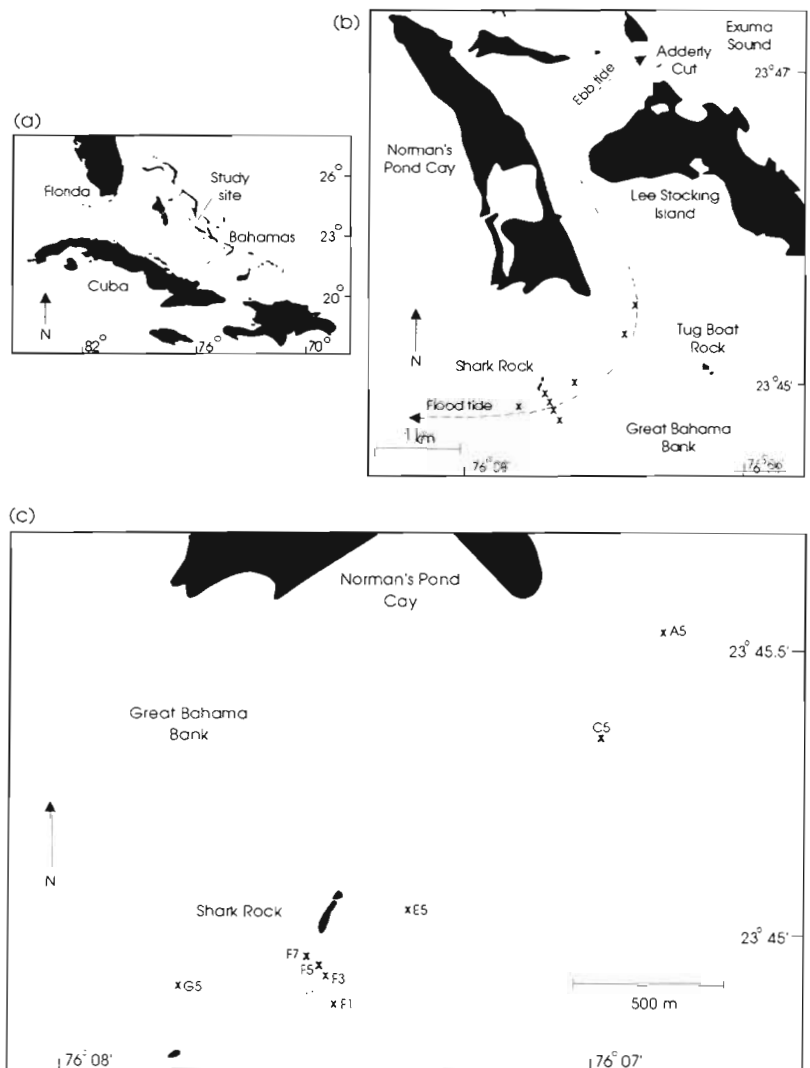 (a)
Florida
Study
site
Bahamas
Cuba
N
26°
23°
20°
82°
76°
70°
(b)
Exuma
Sound
Adderly
Cut
Ebb tide
23° 47'
Norman's
Pond Cay
Lee Stocking
Island
N
Tug Boat
Rock
Shark Rock
23° 45'
Flood tide
1 km
Great Bahama
Bank
76° 08'
(c)
Norman's Pond
Cay
A5
23° 45.5'
Great Bahama
Bank
C5
N
Shark Rock
E5
23° 45'
F7
F5
F3
G5
F1
500 m
76° 08'
76° 07'